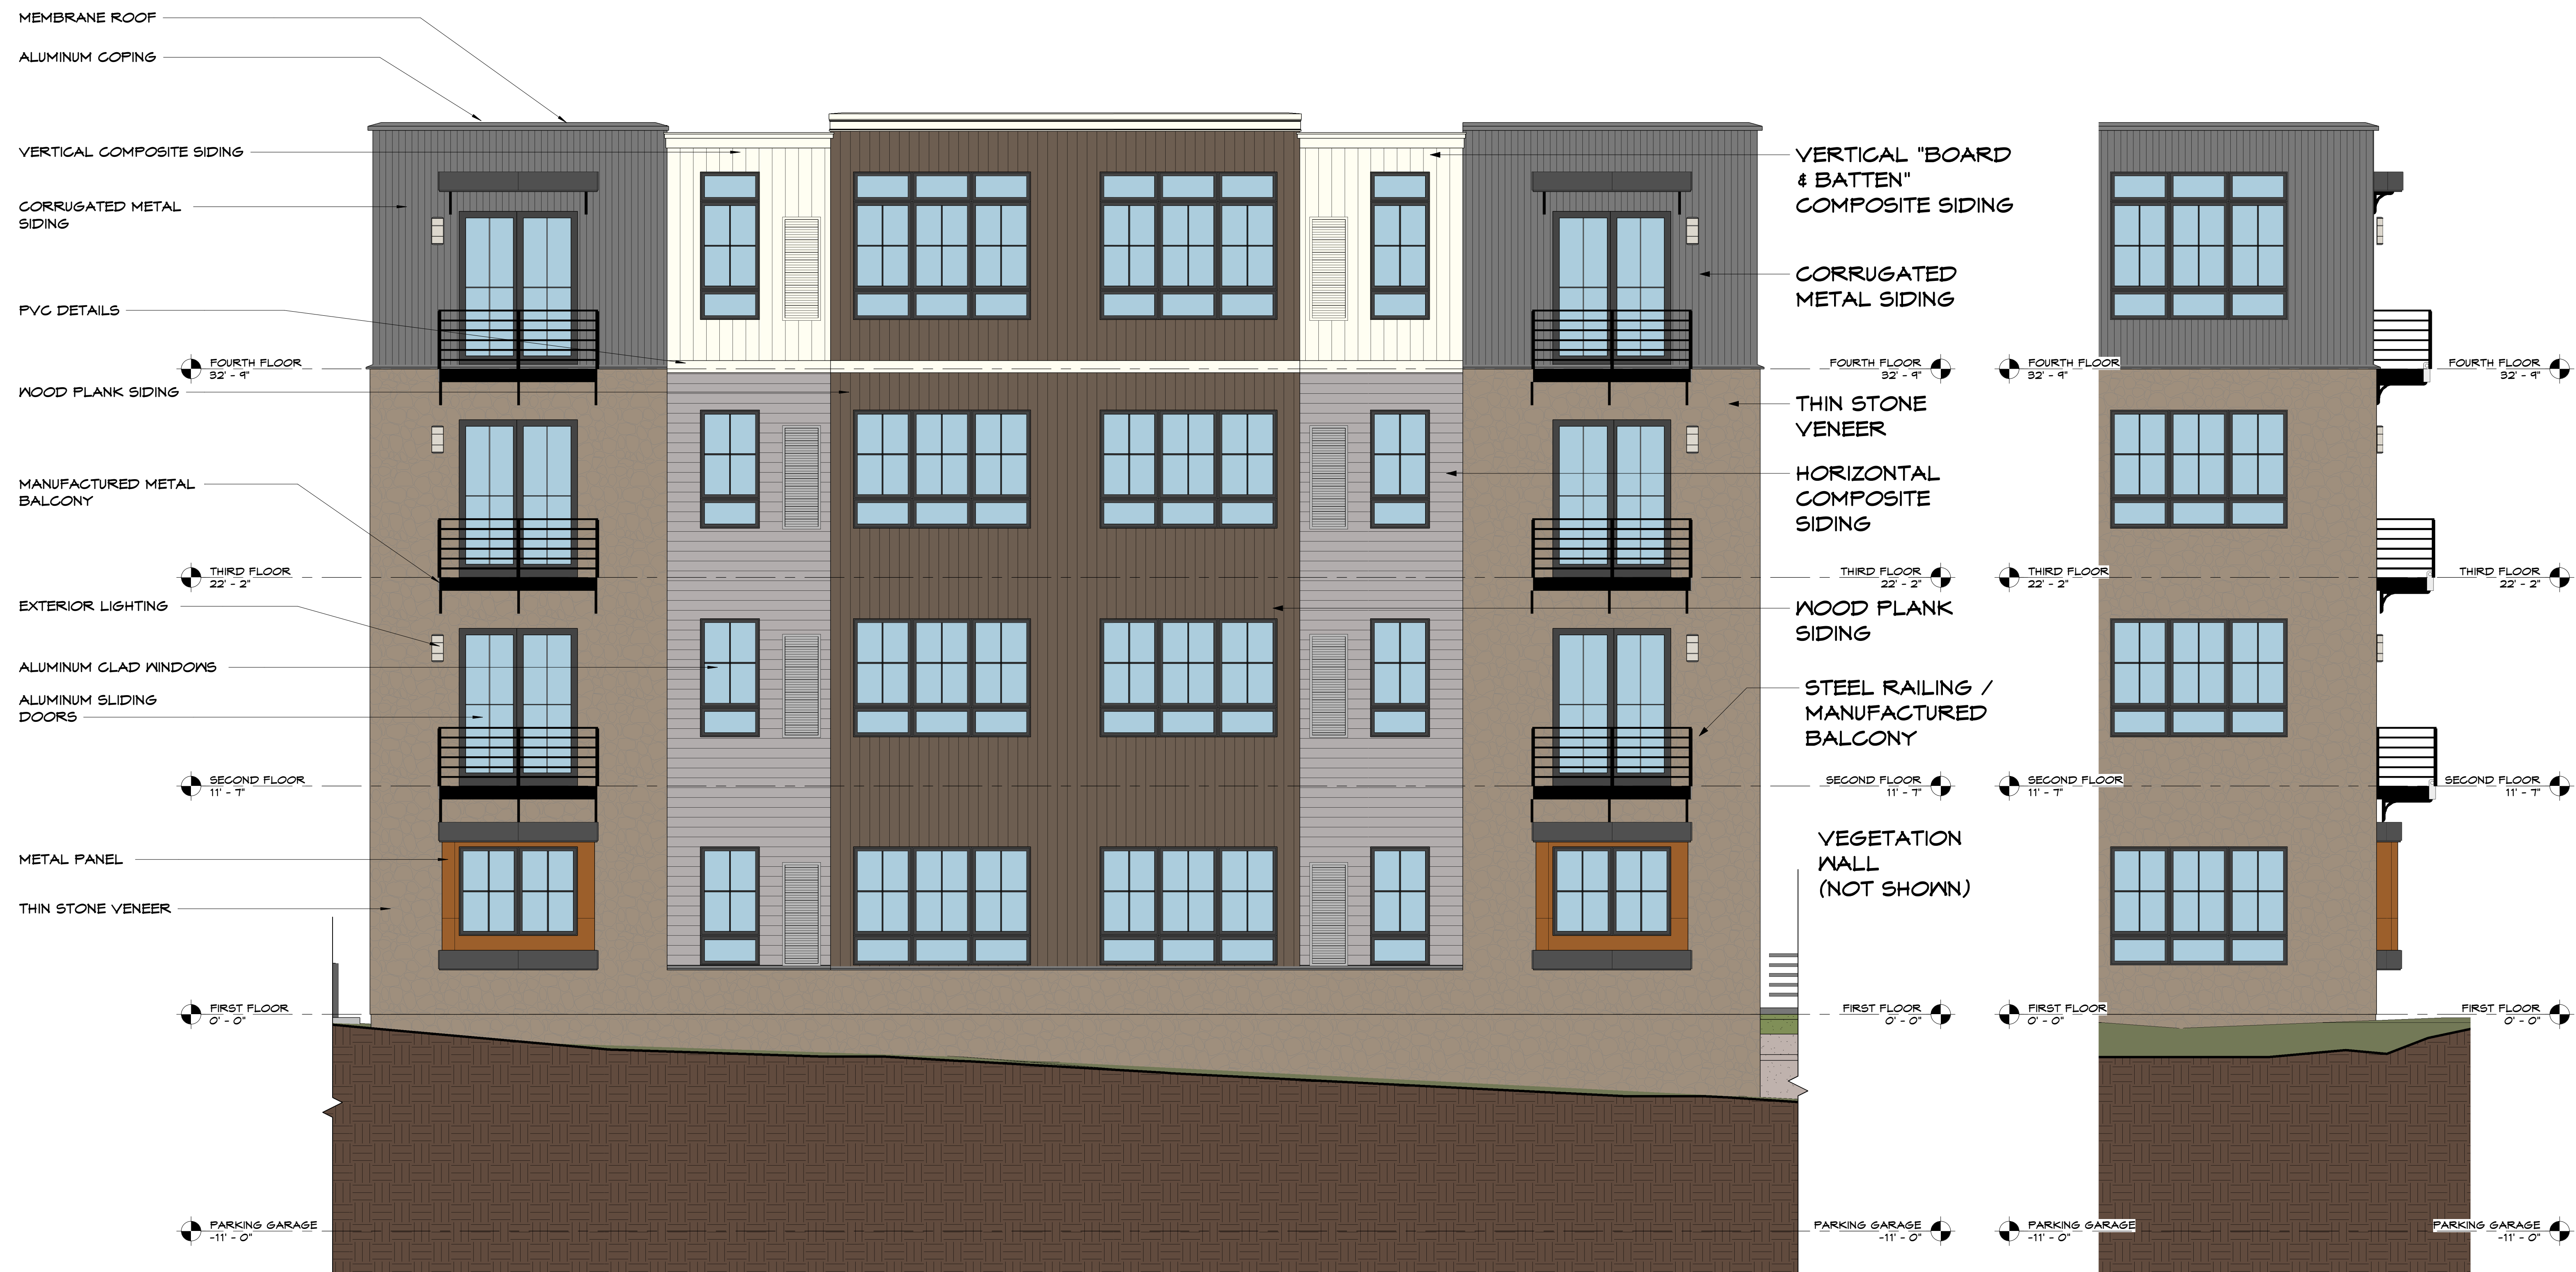 MEMBRANE ROOF
ALUMINUM COPING
VERTICAL COMPOSITE SIDING
CORRUGATED METAL
SIDING
PVC DETAILS
FOURTH FLOOR
32' - 9"
WOOD PLANK SIDING
MANUFACTURED METAL
BALCONY
THIRD FLOOR
22' - 2"
EXTERIOR LIGHTING
ALUMINUM CLAD WINDOWS
ALUMINUM SLIDING
DOORS
SECOND FLOOR
11' - 7"
METAL PANEL
THIN STONE VENEER
FIRST FLOOR
0' - 0"
PARKING GARAGE
-11' - 0"
VERTICAL "BOARD
& BATTEN"
COMPOSITE SIDING
CORRUGATED
METAL SIDING
FOURTH FLOOR
32' - 9"
THIN STONE
VENEER
HORIZONTAL
COMPOSITE
SIDING
THIRD FLOOR
22' - 2"
WOOD PLANK
SIDING
STEEL RAILING /
MANUFACTURED
BALCONY
SECOND FLOOR
11' - 7"
VEGETATION
WALL
(NOT SHOWN)
FIRST FLOOR
0' - 0"
PARKING GARAGE
-11' - 0"
FOURTH FLOOR
32' - 9"
THIRD FLOOR
22' - 2"
SECOND FLOOR
11' - 7"
FIRST FLOOR
0' - 0"
PARKING GARAGE
-11' - 0"
FOURTH FLOOR
32' - 9"
THIRD FLOOR
22' - 2"
SECOND FLOOR
11' - 7"
FIRST FLOOR
0' - 0"
PARKING GARAGE
-11' - 0"